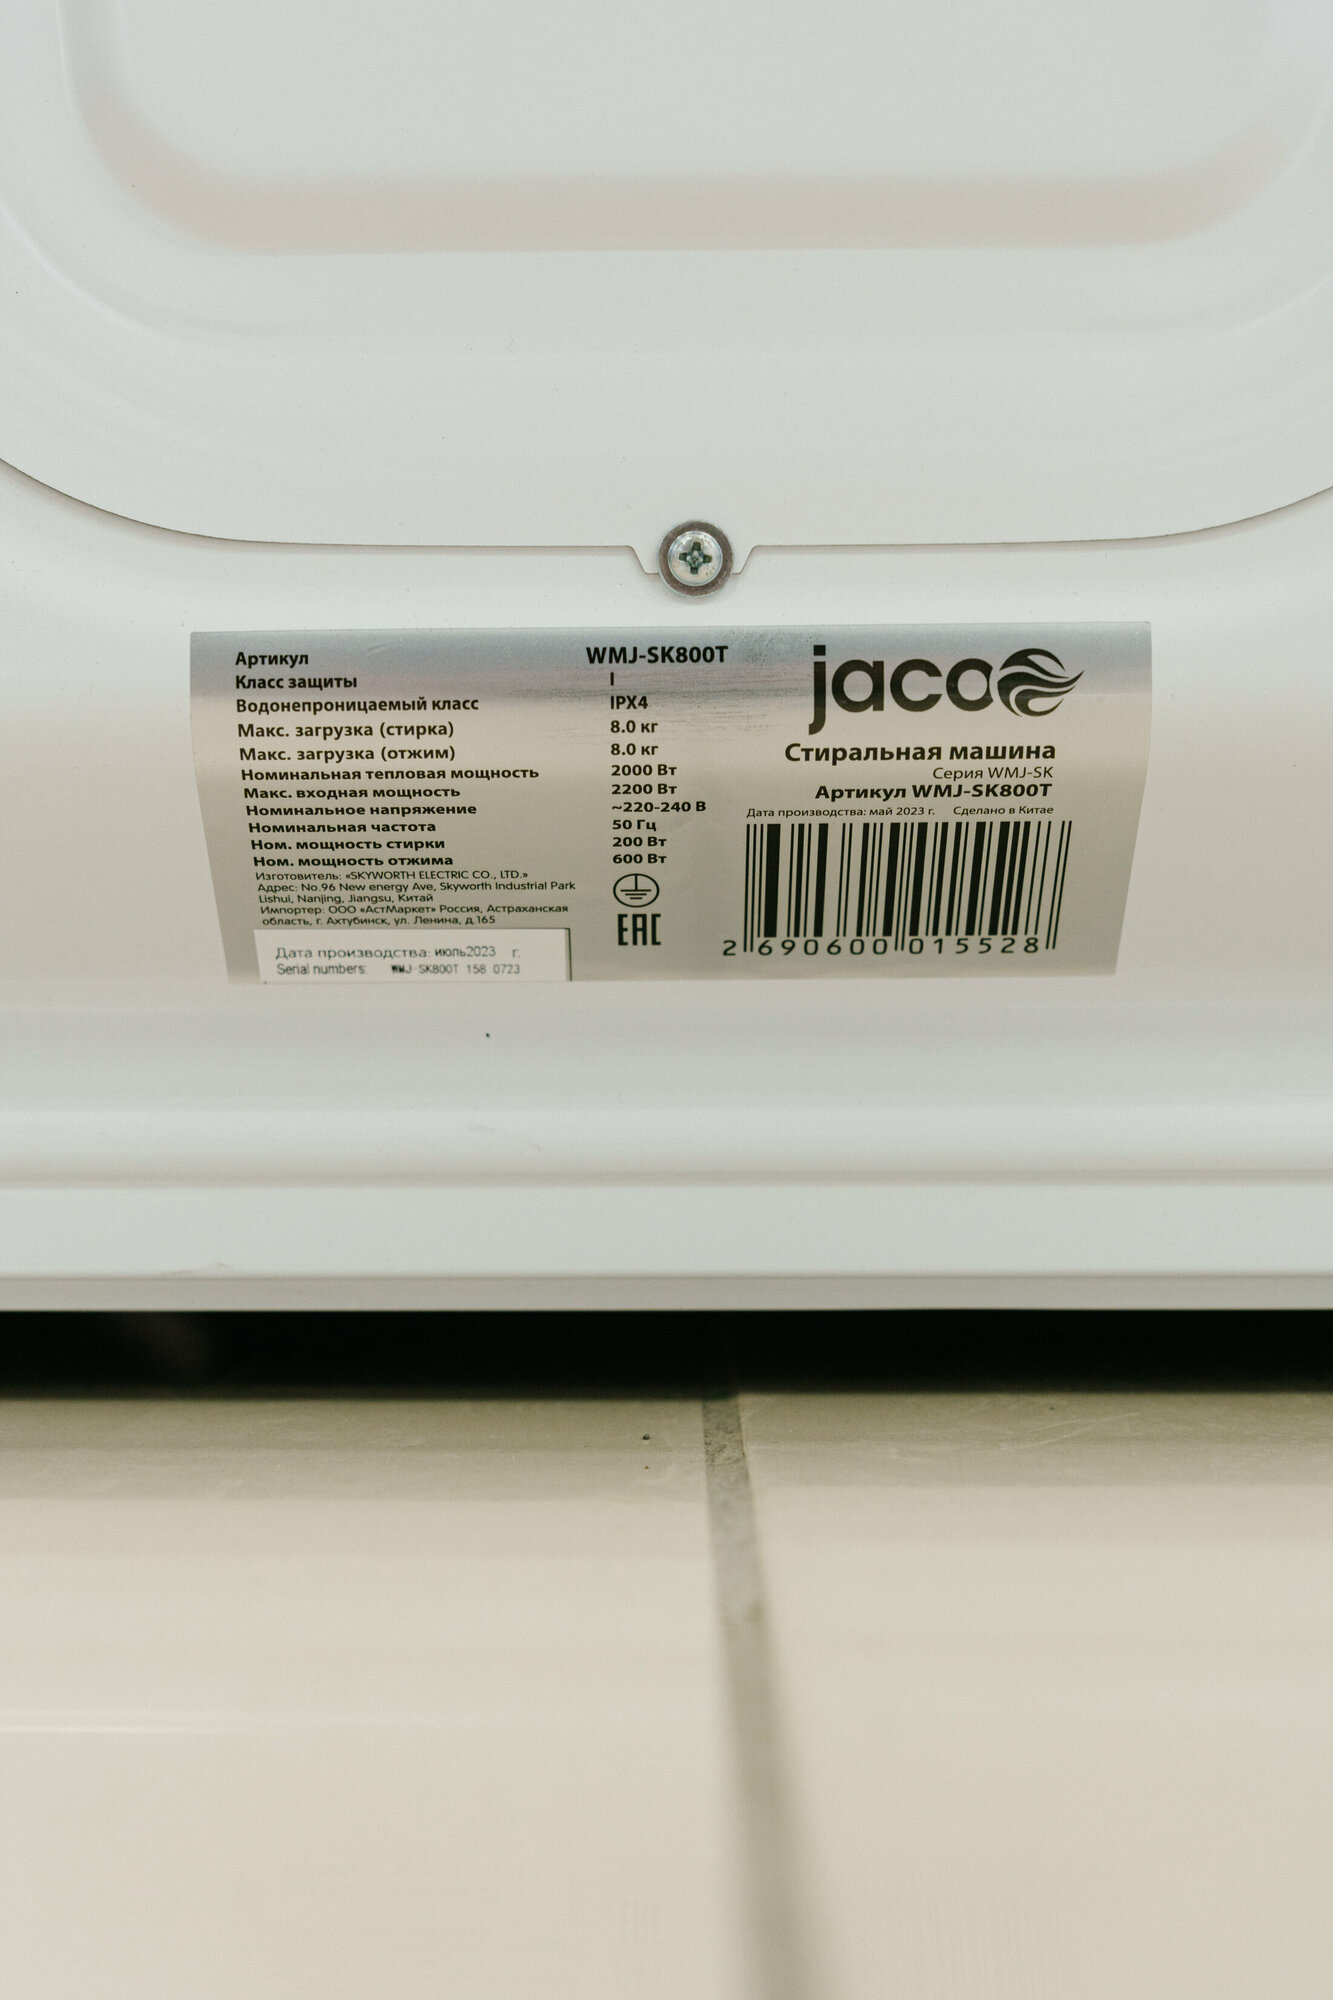 Артикул WMJ-SK800T
Класс защиты I
Водонепроницаемый класс IPX4
Макс. загрузка (стирка) 8.0 кг
Макс. загрузка (отжим) 8.0 кг
Номинальная тепловая мощность 2000 Вт
Макс. входная мощность 2200 Вт
Номинальное напряжение ~220-240 В
Номинальная частота 50 Гц
Ном. мощность стирки 200 Вт
Ном. мощность отжима 600 Вт
Изготовитель: «SKYWORTH ELECTRIC CO., LTD.»
Адрес: No.96 New energy Ave, Skyworth Industrial Park
Lishui, Nanjing, Jiangsu, Китай
Импортер: ООО «АстМаркет» Россия, Астраханская
область, г. Ахтубинск, ул. Ленина, д.165
Дата производства: июль2023 г.
Serial numbers: WMJ-SK800T 158 0723
EAC
jaco
Стиральная машина
Серия WMJ-SK
Артикул WMJ-SK800T
Дата производства: май 2023 г. Сделано в Китае
2 690600 015528